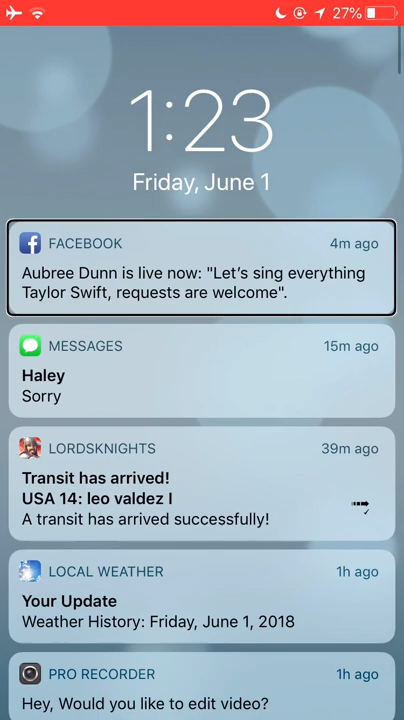 27%
1:23
Friday, June 1
FACEBOOK 4m ago
Aubree Dunn is live now: "Let's sing everything
Taylor Swift, requests are welcome".
MESSAGES 15m ago
Haley
Sorry
LORDSKNIGHTS 39m ago
Transit has arrived!
USA 14: leo valdez I
A transit has arrived successfully!
LOCAL WEATHER 1h ago
Your Update
Weather History: Friday, June 1, 2018
PRO RECORDER 1h ago
Hey, Would you like to edit video?